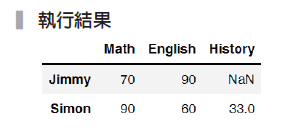 執行結果
Math English History
Jimmy 70 90 NaN
Simon 90 60 33.0